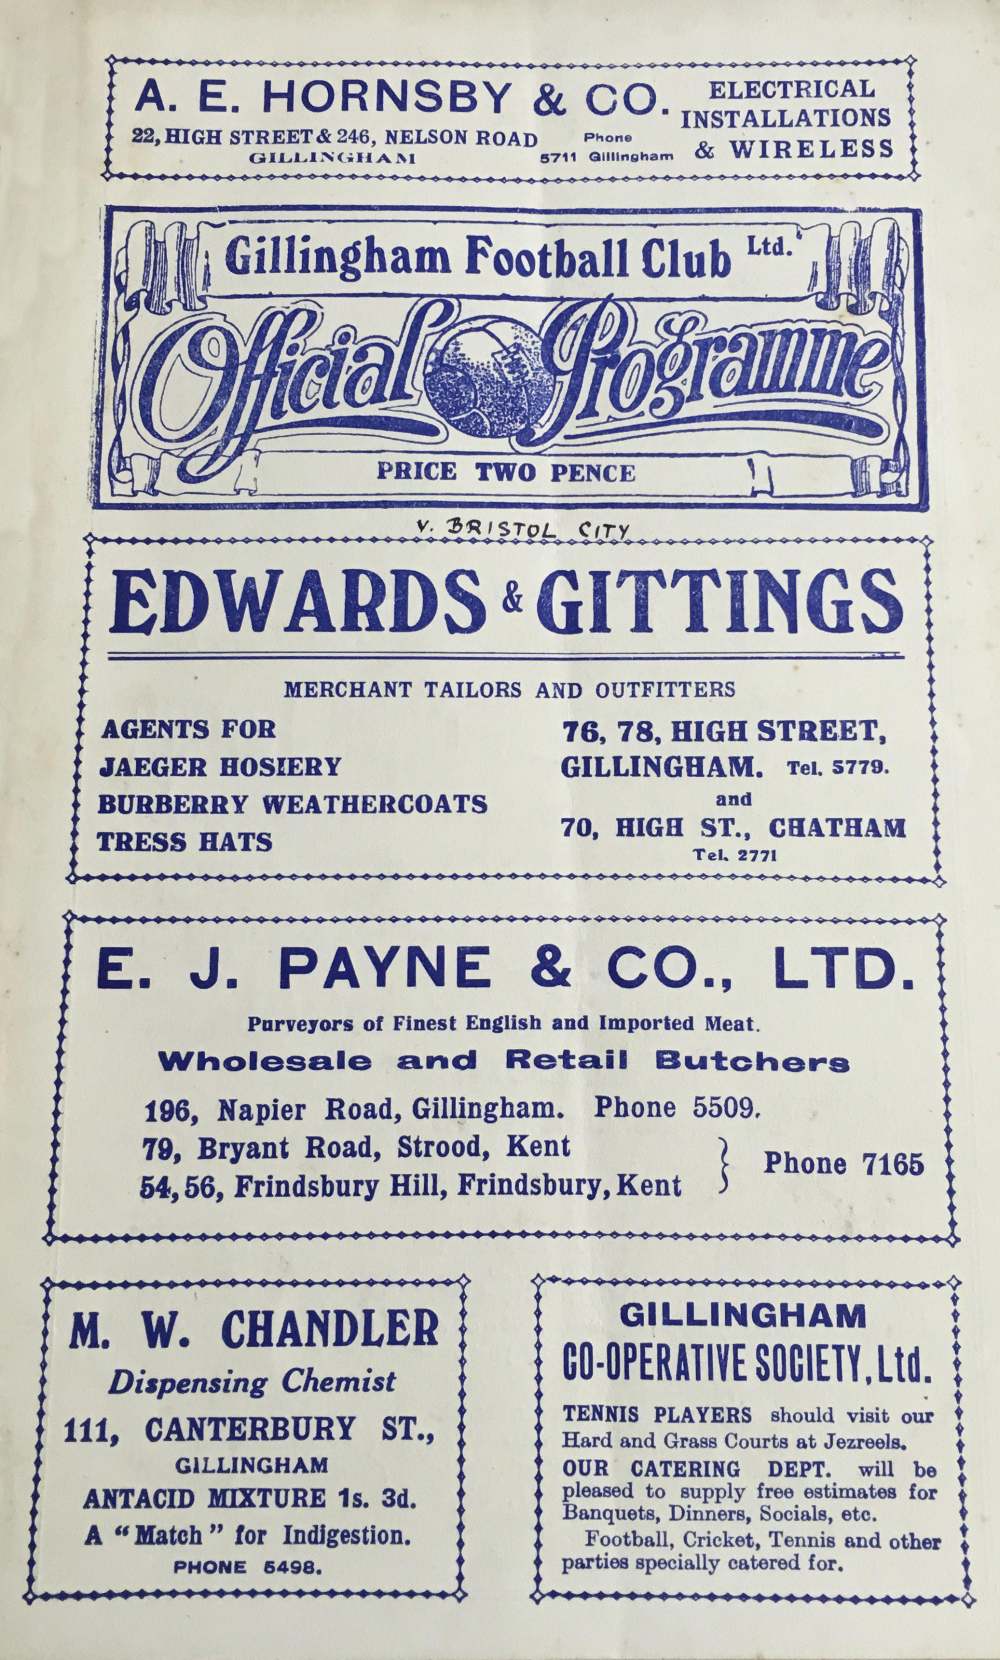 A. E. HORNSBY & CO.
22, HIGH STREET & 246, NELSON ROAD
GILLINGHAM
Phone
5711 Gillingham
ELECTRICAL
INSTALLATIONS
& WIRELESS
Gillingham Football Club Ltd.
Official Programme
PRICE TWO PENCE
v. BRISTOL CITY
EDWARDS & GITTINGS
MERCHANT TAILORS AND OUTFITTERS
AGENTS FOR
JAEGER HOSIERY
BURBERRY WEATHERCOATS
TRESS HATS
76, 78, HIGH STREET,
GILLINGHAM. Tel. 5779.
and
70, HIGH ST., CHATHAM
Tel. 2771
E. J. PAYNE & CO., LTD.
Purveyors of Finest English and Imported Meat.
Wholesale and Retail Butchers
196, Napier Road, Gillingham. Phone 5509.
79, Bryant Road, Strood, Kent
54, 56, Frindsbury Hill, Frindsbury, Kent
Phone 7165
M. W. CHANDLER
Dispensing Chemist
111, CANTERBURY ST.,
GILLINGHAM
ANTACID MIXTURE 1s. 3d.
A "Match" for Indigestion.
PHONE 5498.
GILLINGHAM
CO-OPERATIVE SOCIETY, Ltd.
TENNIS PLAYERS should visit our
Hard and Grass Courts at Jezreels.
OUR CATERING DEPT. will be
pleased to supply free estimates for
Banquets, Dinners, Socials, etc.
Football, Cricket, Tennis and other
parties specially catered for.